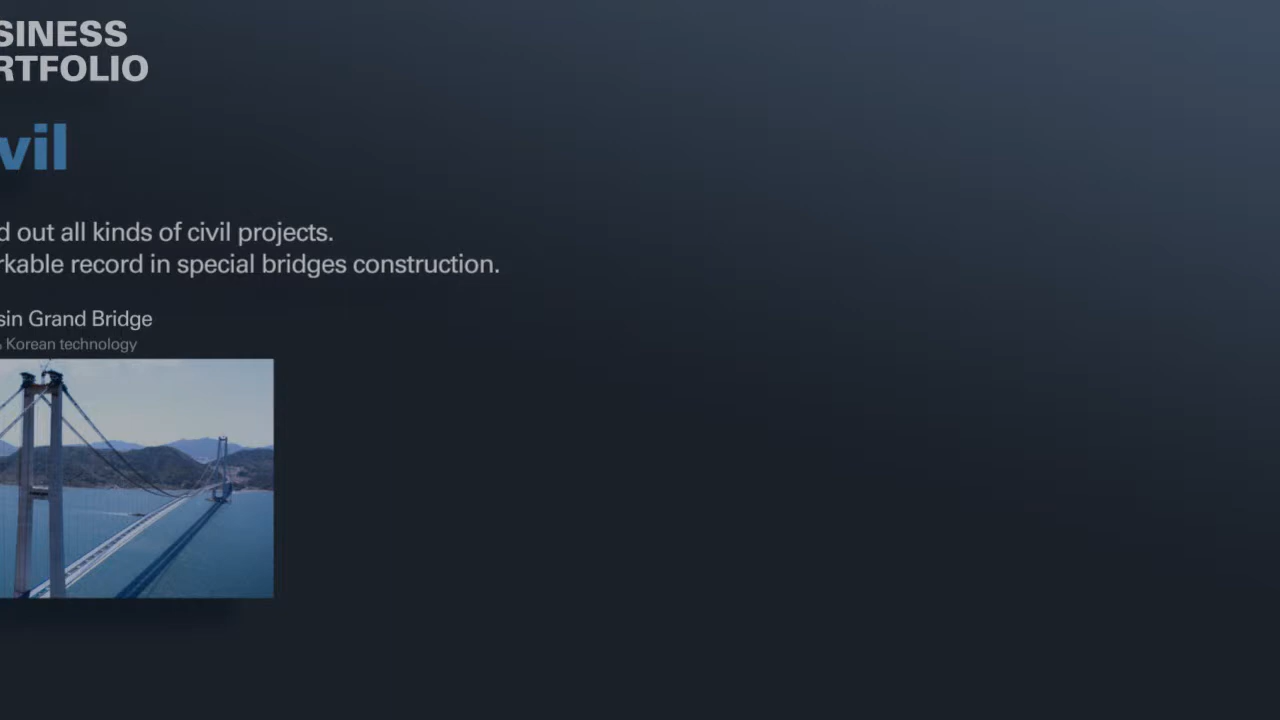 SINESS
RTFOLIO
vil
d out all kinds of civil projects.
rkable record in special bridges construction.
sin Grand Bridge
Korean technology